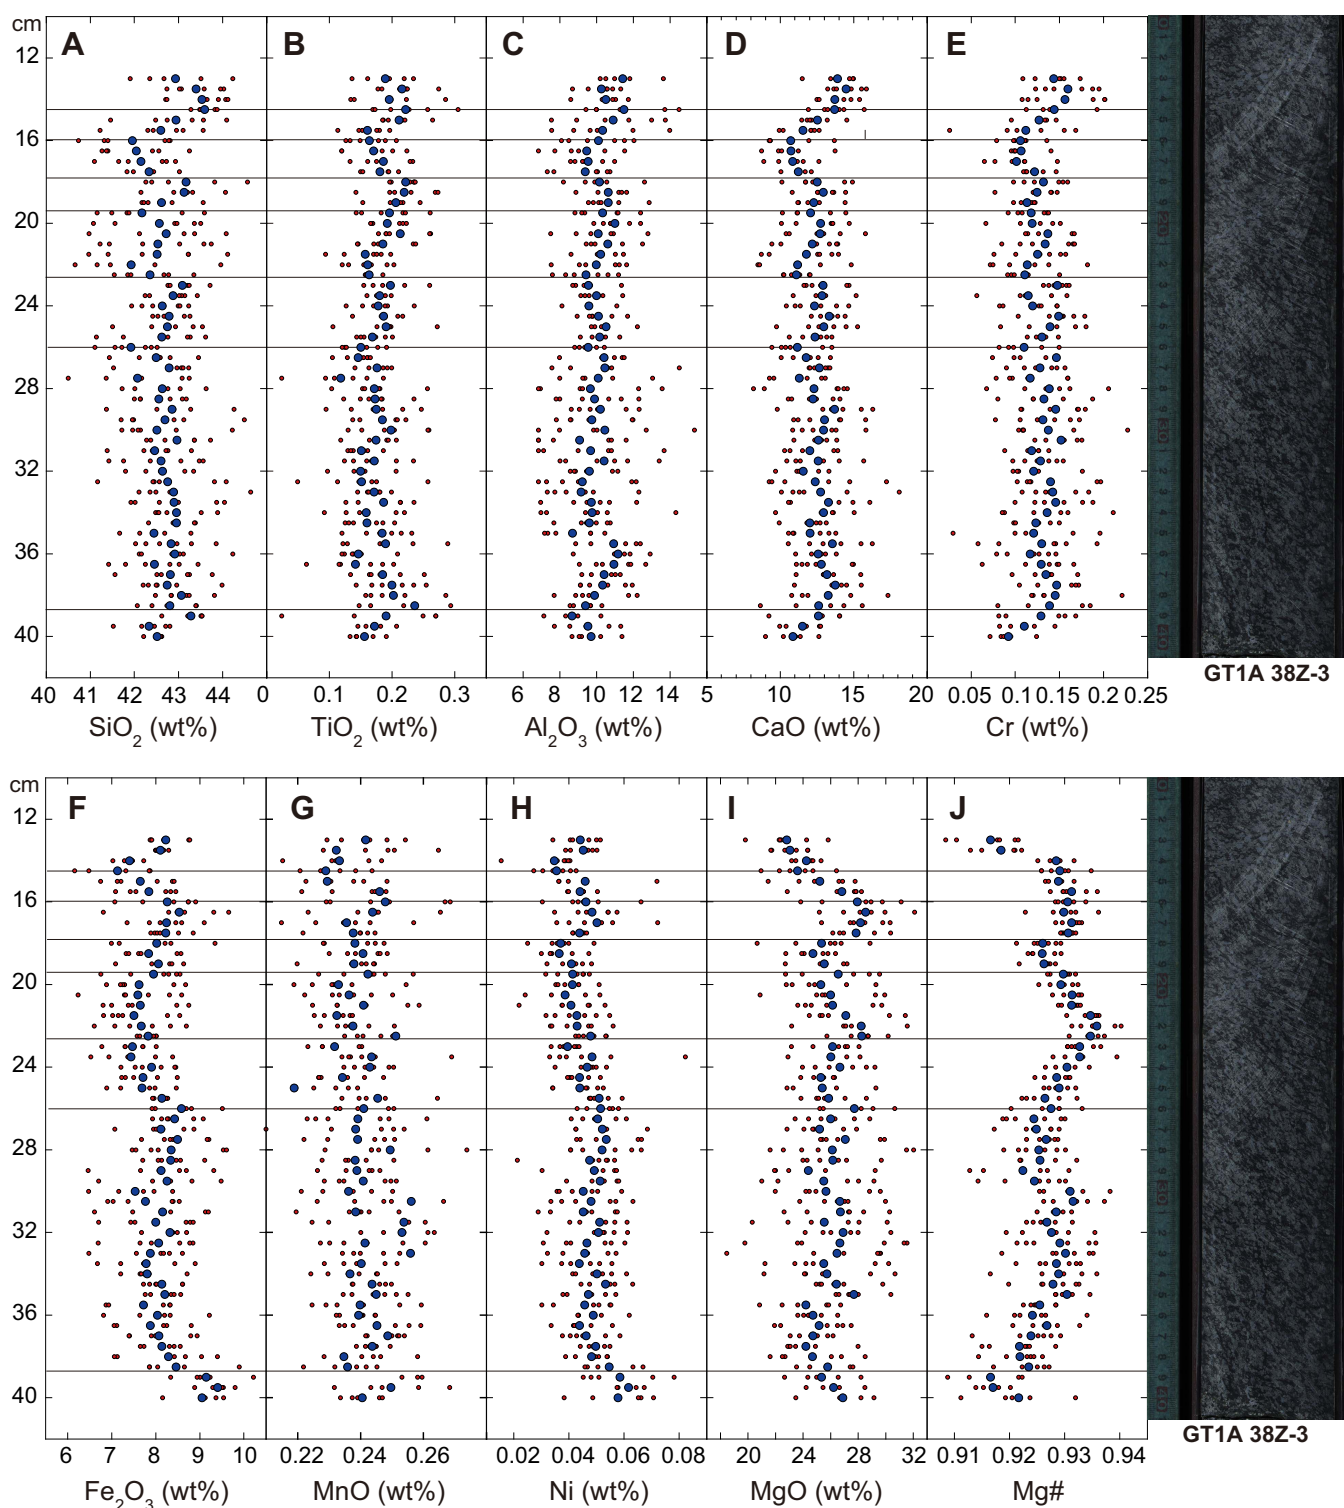 cm
A B C D E
12
16
20
24
28
32
36
40
40 41 42 43 44 0 0.1 0.2 0.3 6 8 10 12 14 5 10 15 20 0.05 0.1 0.15 0.2 0.25
SiO2 (wt%) TiO2 (wt%) Al2O3 (wt%) CaO (wt%) Cr (wt%)
GT1A 38Z-3
cm
F G H I J
12
16
20
24
28
32
36
40
6 7 8 9 10 0.22 0.24 0.26 0.02 0.04 0.06 0.08 20 24 28 32 0.91 0.92 0.93 0.94
Fe2O3 (wt%) MnO (wt%) Ni (wt%) MgO (wt%) Mg#
GT1A 38Z-3